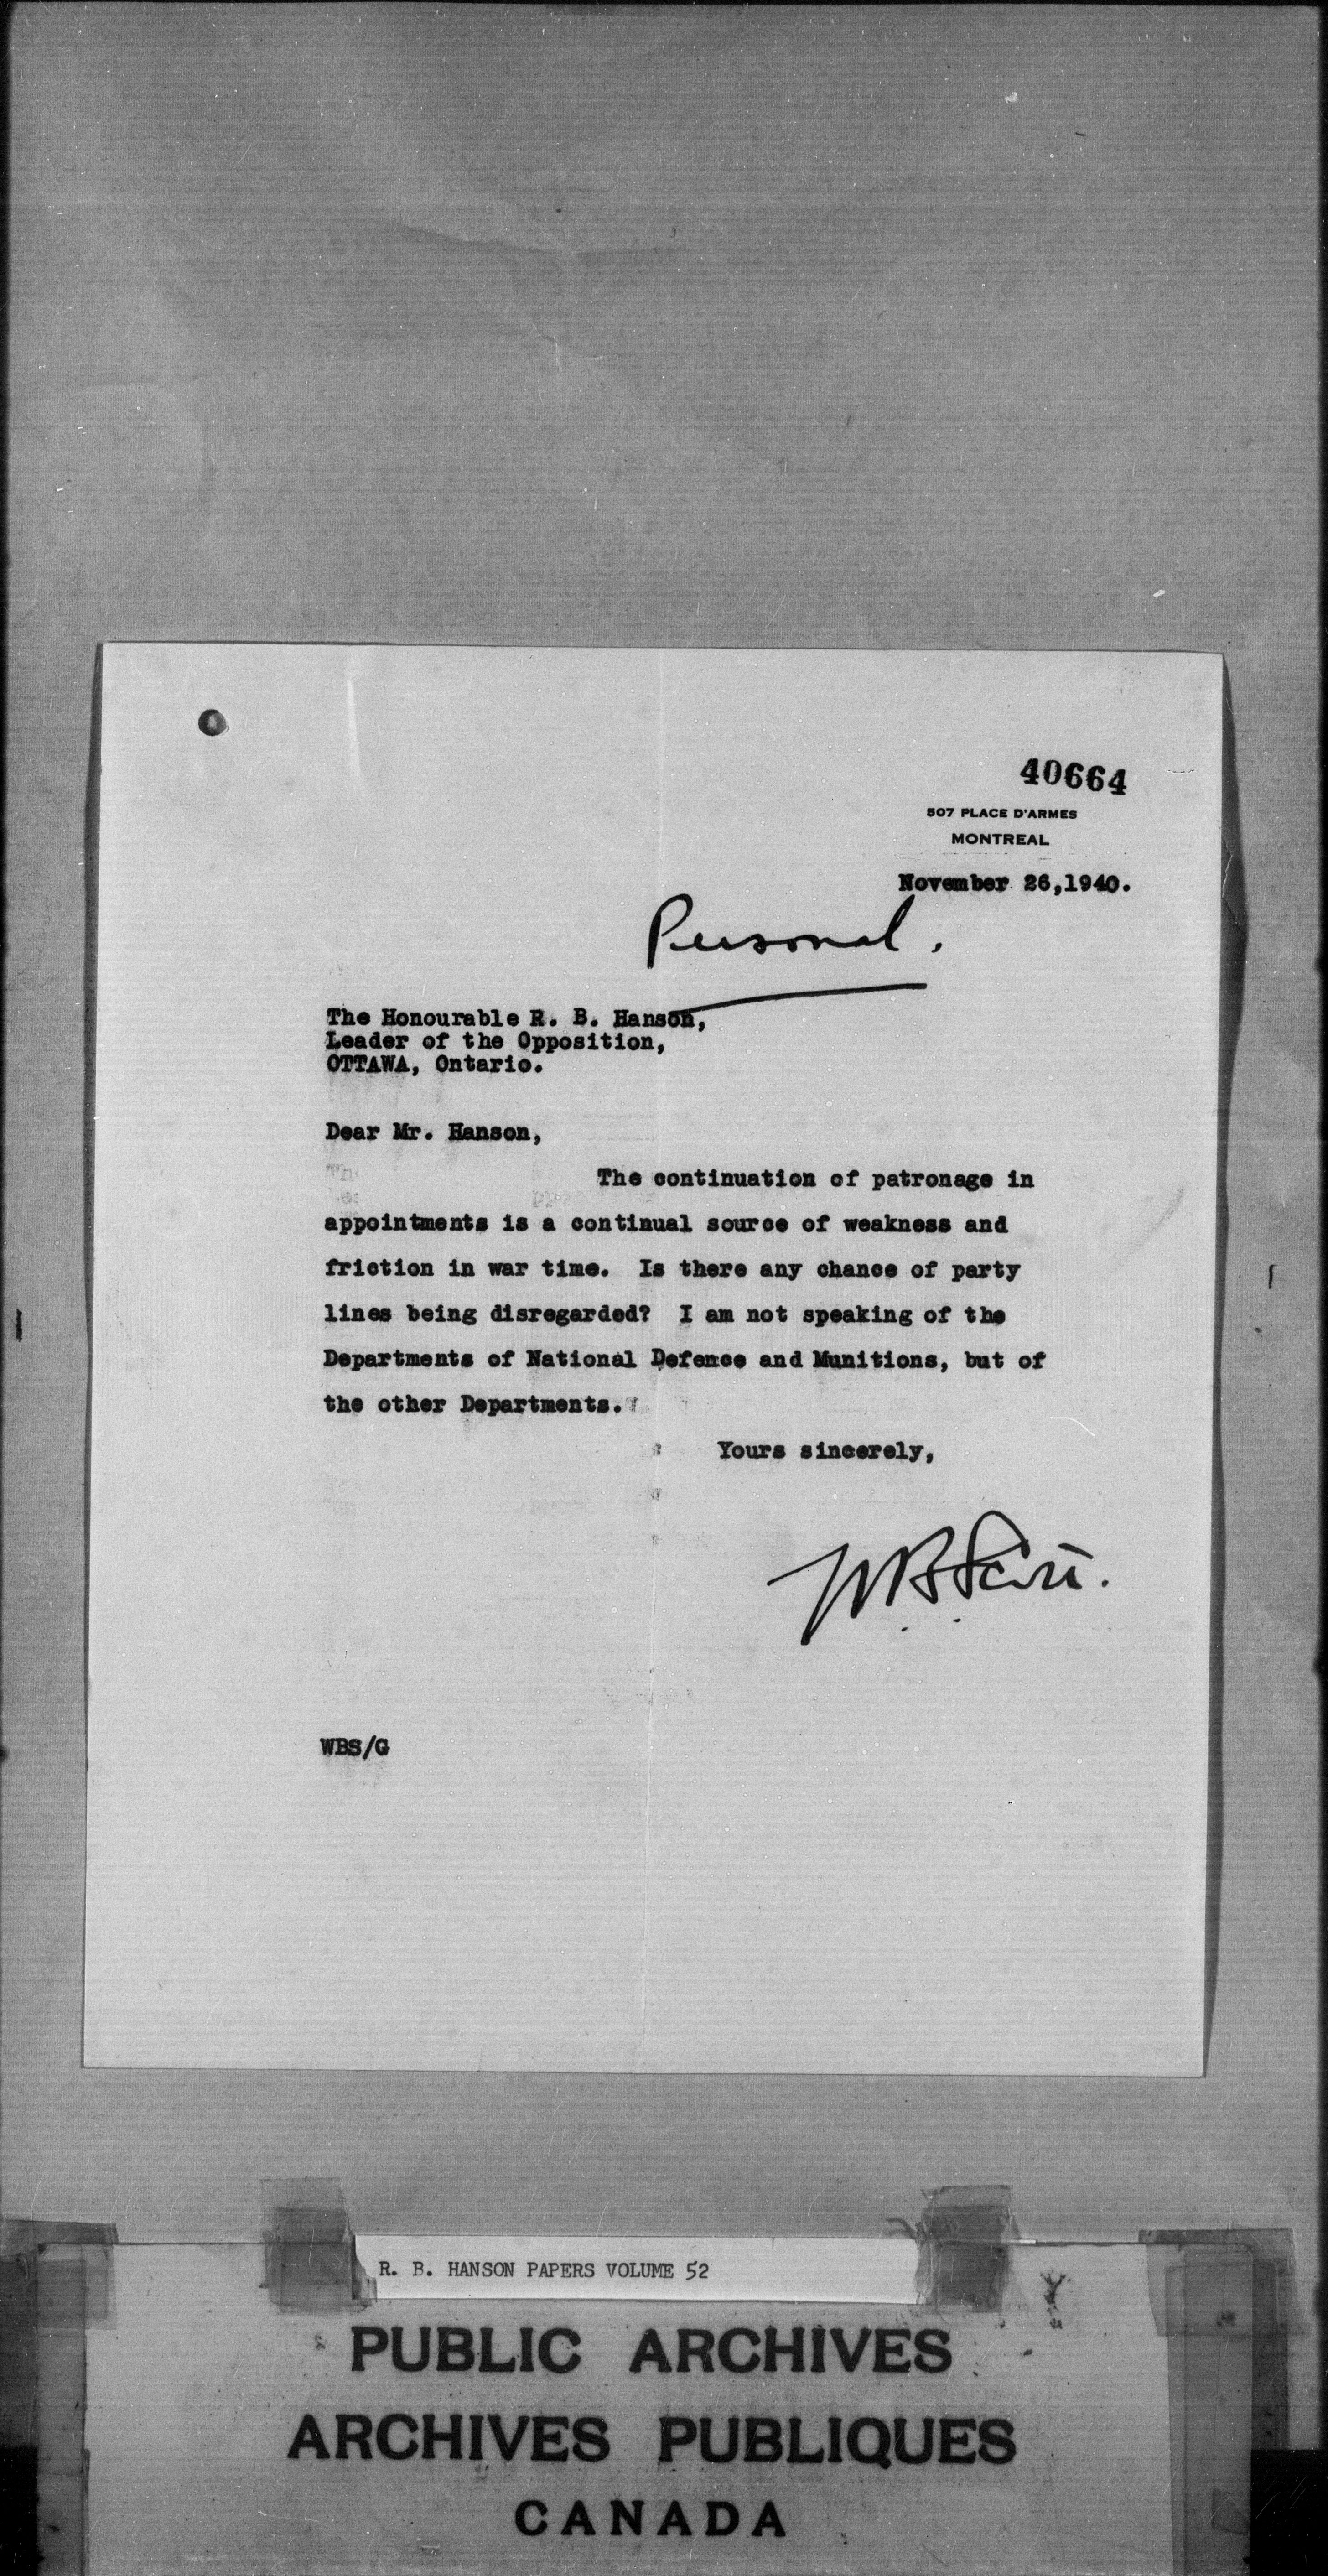 40664
507 PLACE D'ARMES
MONTREAL
November 26,1940.
Personal.
The Honourable R. B. Hanson,
Leader of the Opposition,
OTTAWA, Ontario.
Dear Mr. Hanson,
The continuation of patronage in
appointments is a continual source of weakness and
friction in war time. Is there any chance of party
lines being disregarded? I am not speaking of the
Departments of National Defence and Munitions, but of
the other Departments.
Yours sincerely,
WBScott.
WBS/G
R. B. HANSON PAPERS VOLUME 52
PUBLIC ARCHIVES
ARCHIVES PUBLIQUES
CANADA